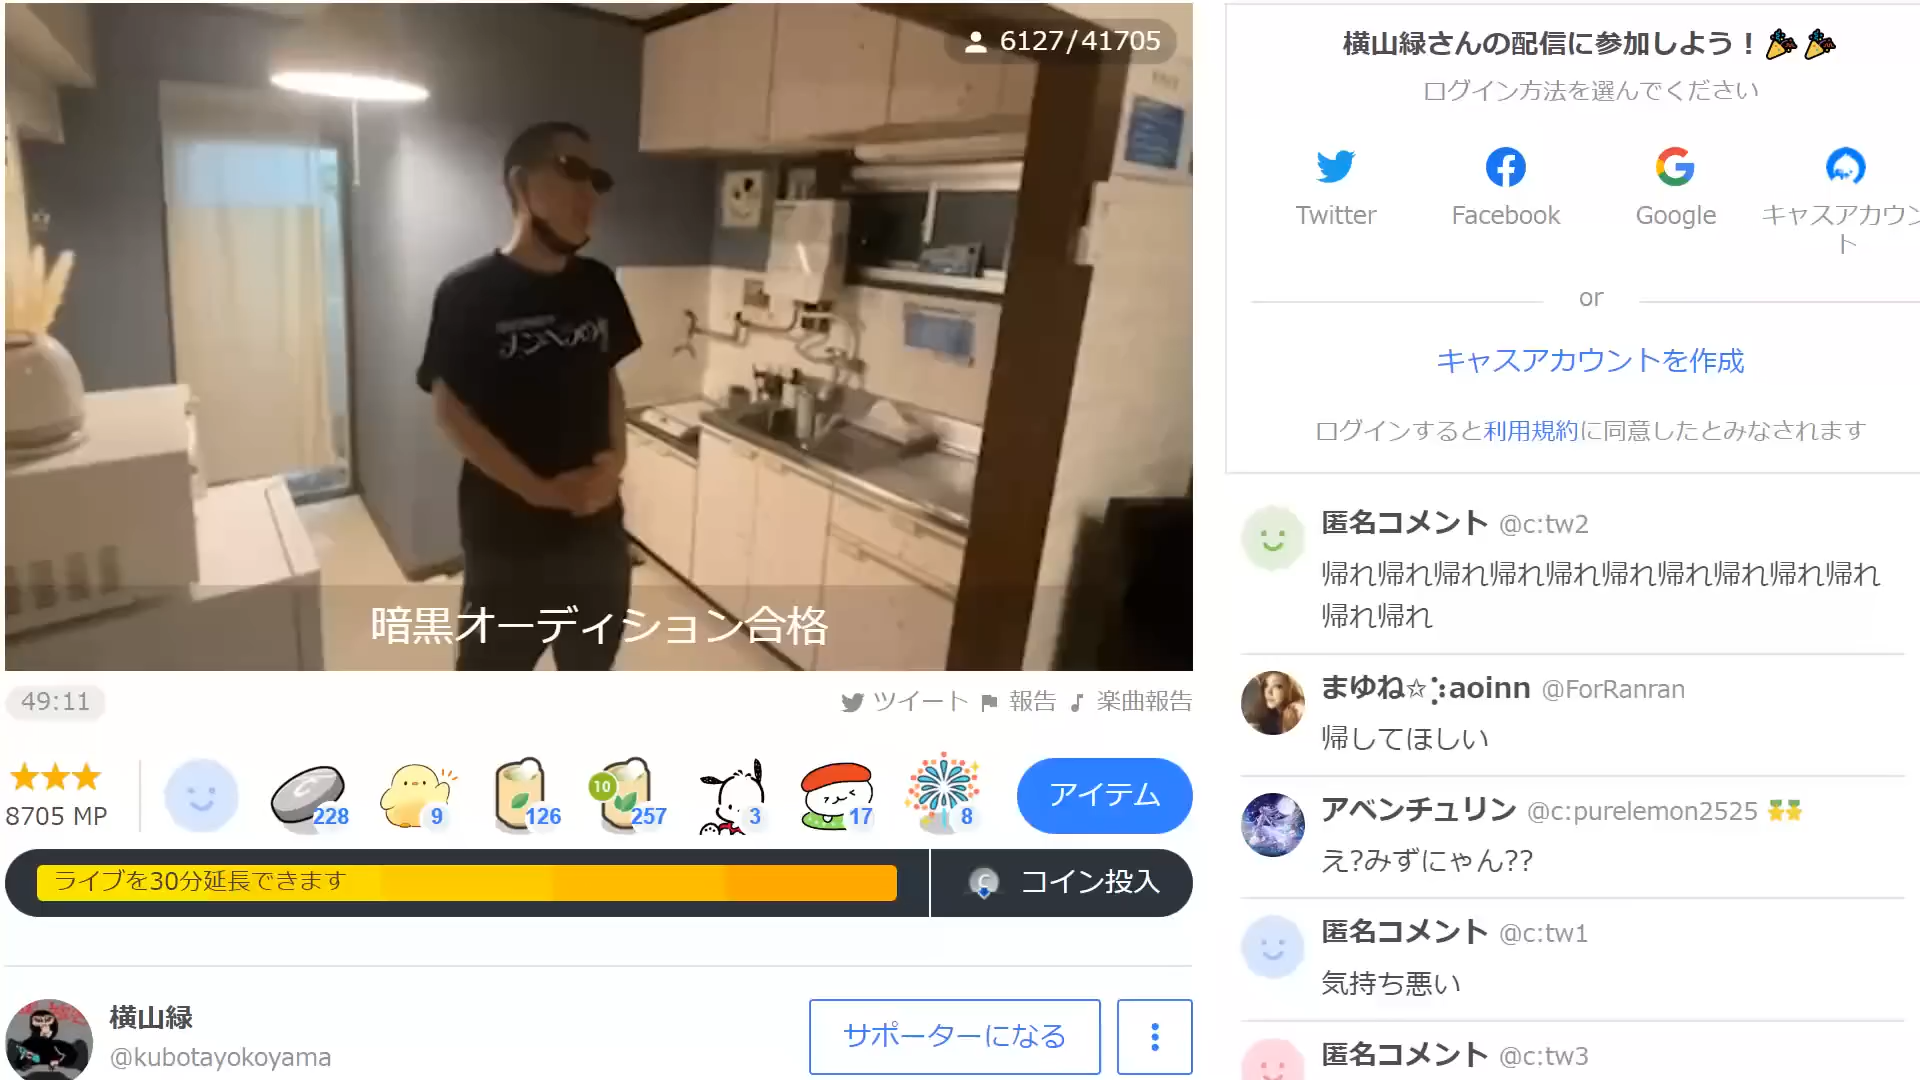 6127/41705
暗黒オーディション合格
49:11
ツイート 報告 楽曲報告
8705 MP
228
9
126
10
257
3
17
8
アイテム
ライブを30分延長できます
コイン投入
横山緑
@kubotayokoyama
サポーターになる
横山緑さんの配信に参加しよう！
ログイン方法を選んでください
Twitter
Facebook
Google
キャスアカウン
ト
or
キャスアカウントを作成
ログインすると利用規約に同意したとみなされます
匿名コメント @c:tw2
帰れ帰れ帰れ帰れ帰れ帰れ帰れ帰れ帰れ帰れ
帰れ帰れ
まゆね☆჻aoinn @ForRanran
帰してほしい
アベンチュリン @c:purelemon2525
え?みずにゃん??
匿名コメント @c:tw1
気持ち悪い
匿名コメント @c:tw3